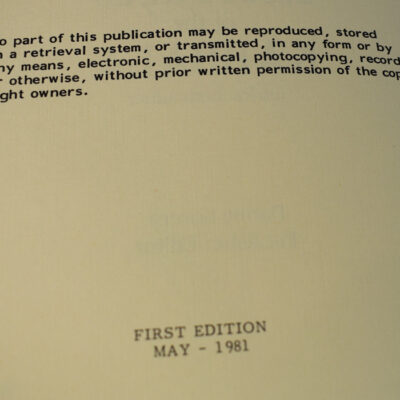 o part of this publication may be reproduced, stored
a retrieval system, or transmitted, in any form or by
ny means, electronic, mechanical, photocopying, record
otherwise, without prior written permission of the cop
ght owners.
FIRST EDITION
MAY - 1981